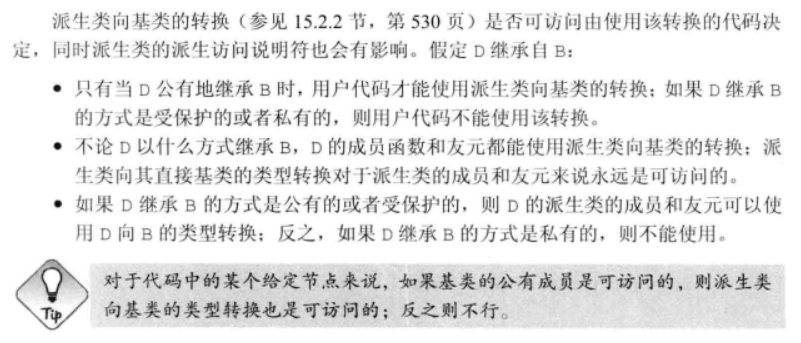 派生类向基类的转换（参见 15.2.2 节，第 530 页）是否可访问由使用该转换的代码决
定，同时派生类的派生访问说明符也会有影响。假定 D 继承自 B：
● 只有当 D 公有地继承 B 时，用户代码才能使用派生类向基类的转换；如果 D 继承 B
的方式是受保护的或者私有的，则用户代码不能使用该转换。
● 不论 D 以什么方式继承 B，D 的成员函数和友元都能使用派生类向基类的转换；派
生类向其直接基类的类型转换对于派生类的成员和友元来说永远是可访问的。
● 如果 D 继承 B 的方式是公有的或者受保护的，则 D 的派生类的成员和友元可以使
用 D 向 B 的类型转换；反之，如果 D 继承 B 的方式是私有的，则不能使用。
对于代码中的某个给定节点来说，如果基类的公有成员是可访问的，则派生类
向基类的类型转换也是可访问的；反之则不行。
Tip